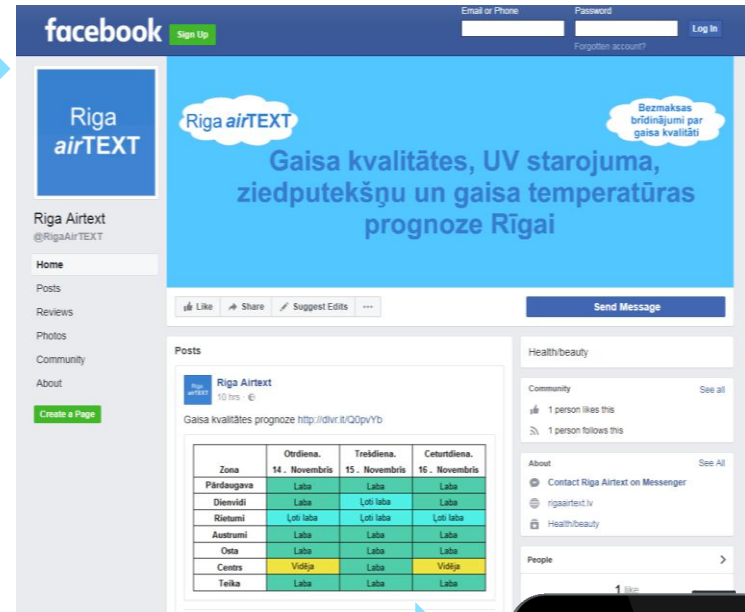 facebook
Sign Up
Email or Phone
Password
Log In
Forgotten account?
Riga
airTEXT
Riga airTEXT
Bezmaksas
brīdinājumi par
gaisa kvalitāti
Gaisa kvalitātes, UV starojuma,
ziedputekšņu un gaisa temperatūras
prognoze Rīgai
Riga Airtext
@RigaAirTEXT
Home
Posts
Reviews
Photos
Community
About
Create a Page
Like Share Suggest Edits ...
Send Message
Posts
Riga
airTEXT
Riga Airtext
10 hrs ·
Gaisa kvalitātes prognoze http://dlvr.it/Q0pvYb
Otrdiena. Trešdiena. Ceturtdiena.
Zona 14 . Novembris 15 . Novembris 16 . Novembris
Pārdaugava Laba Laba Laba
Dienvidi Laba Ļoti laba Laba
Rietumi Ļoti laba Ļoti laba Ļoti laba
Austrumi Laba Laba Laba
Osta Laba Laba Laba
Centrs Vidēja Laba Vidēja
Teika Laba Laba Laba
Health/beauty
Community See all
1 person likes this
1 person follows this
About See All
Contact Riga Airtext on Messenger
rigaairtext.lv
Health/beauty
People >
1 like